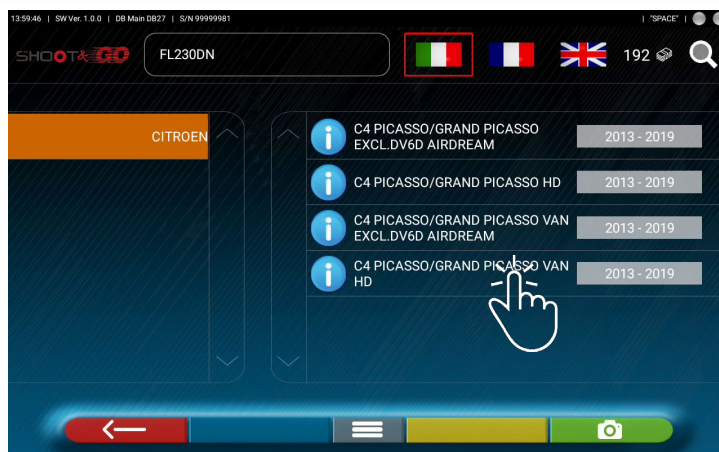 13:59:46 | SW Ver. 1.0.0 | DB Main DB27 | S/N 99999981
| "SPACE" |
SHOOT&GO
FL230DN
192
CITROEN
C4 PICASSO/GRAND PICASSO
EXCL.DV6D AIRDREAM
2013 - 2019
C4 PICASSO/GRAND PICASSO HD
2013 - 2019
C4 PICASSO/GRAND PICASSO VAN
EXCL.DV6D AIRDREAM
2013 - 2019
C4 PICASSO/GRAND PICASSO VAN
HD
2013 - 2019